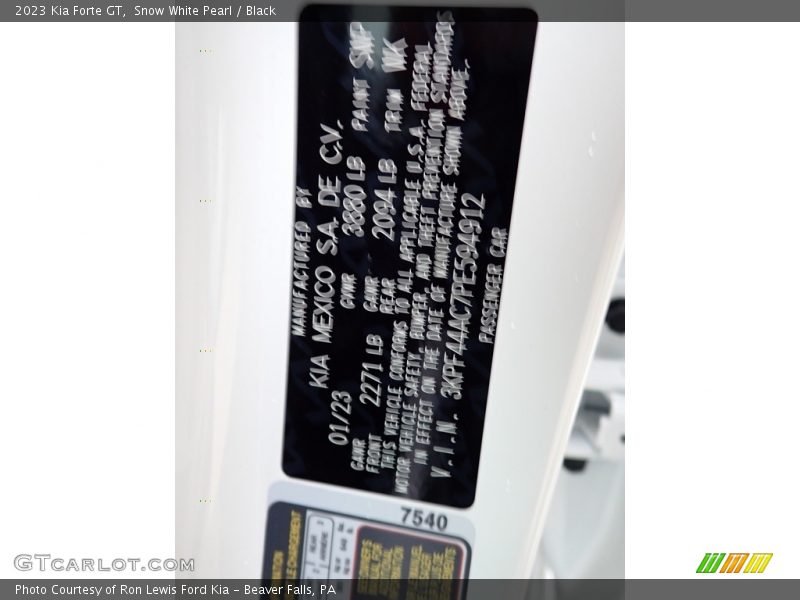 2023 Kia Forte GT,  Snow White Pearl / Black
MANUFACTURED BY
KIA MEXICO S.A. DE C.V.
01/23 GVWR 3880 LB PAINT SWP
GAWR FRONT 2271 LB GAWR REAR 2094 LB TRIM WK
THIS VEHICLE CONFORMS TO ALL APPLICABLE U.S.A. FEDERAL
MOTOR VEHICLE SAFETY, BUMPER, AND THEFT PREVENTION STANDARDS
IN EFFECT ON THE DATE OF MANUFACTURE SHOWN ABOVE.
V.I.N. 3KPF44AC7PE594912
PASSENGER CAR
7540
GTCARLOT.COM
Photo Courtesy of Ron Lewis Ford Kia - Beaver Falls, PA